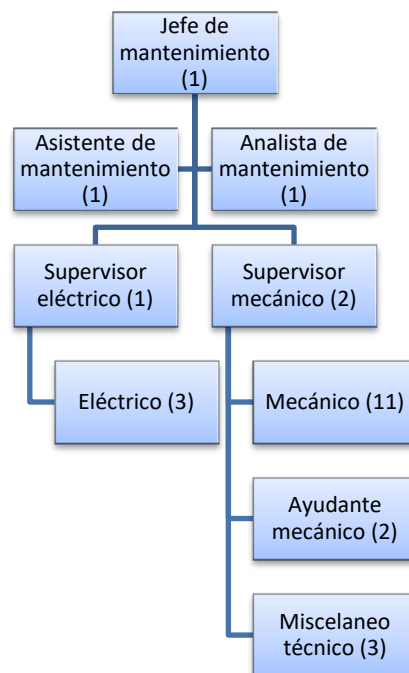 Jefe de
mantenimiento
(1)
Asistente de
mantenimiento
(1)
Analista de
mantenimiento
(1)
Supervisor
eléctrico (1)
Supervisor
mecánico (2)
Eléctrico (3)
Mecánico (11)
Ayudante
mecánico (2)
Miscelaneo
técnico (3)